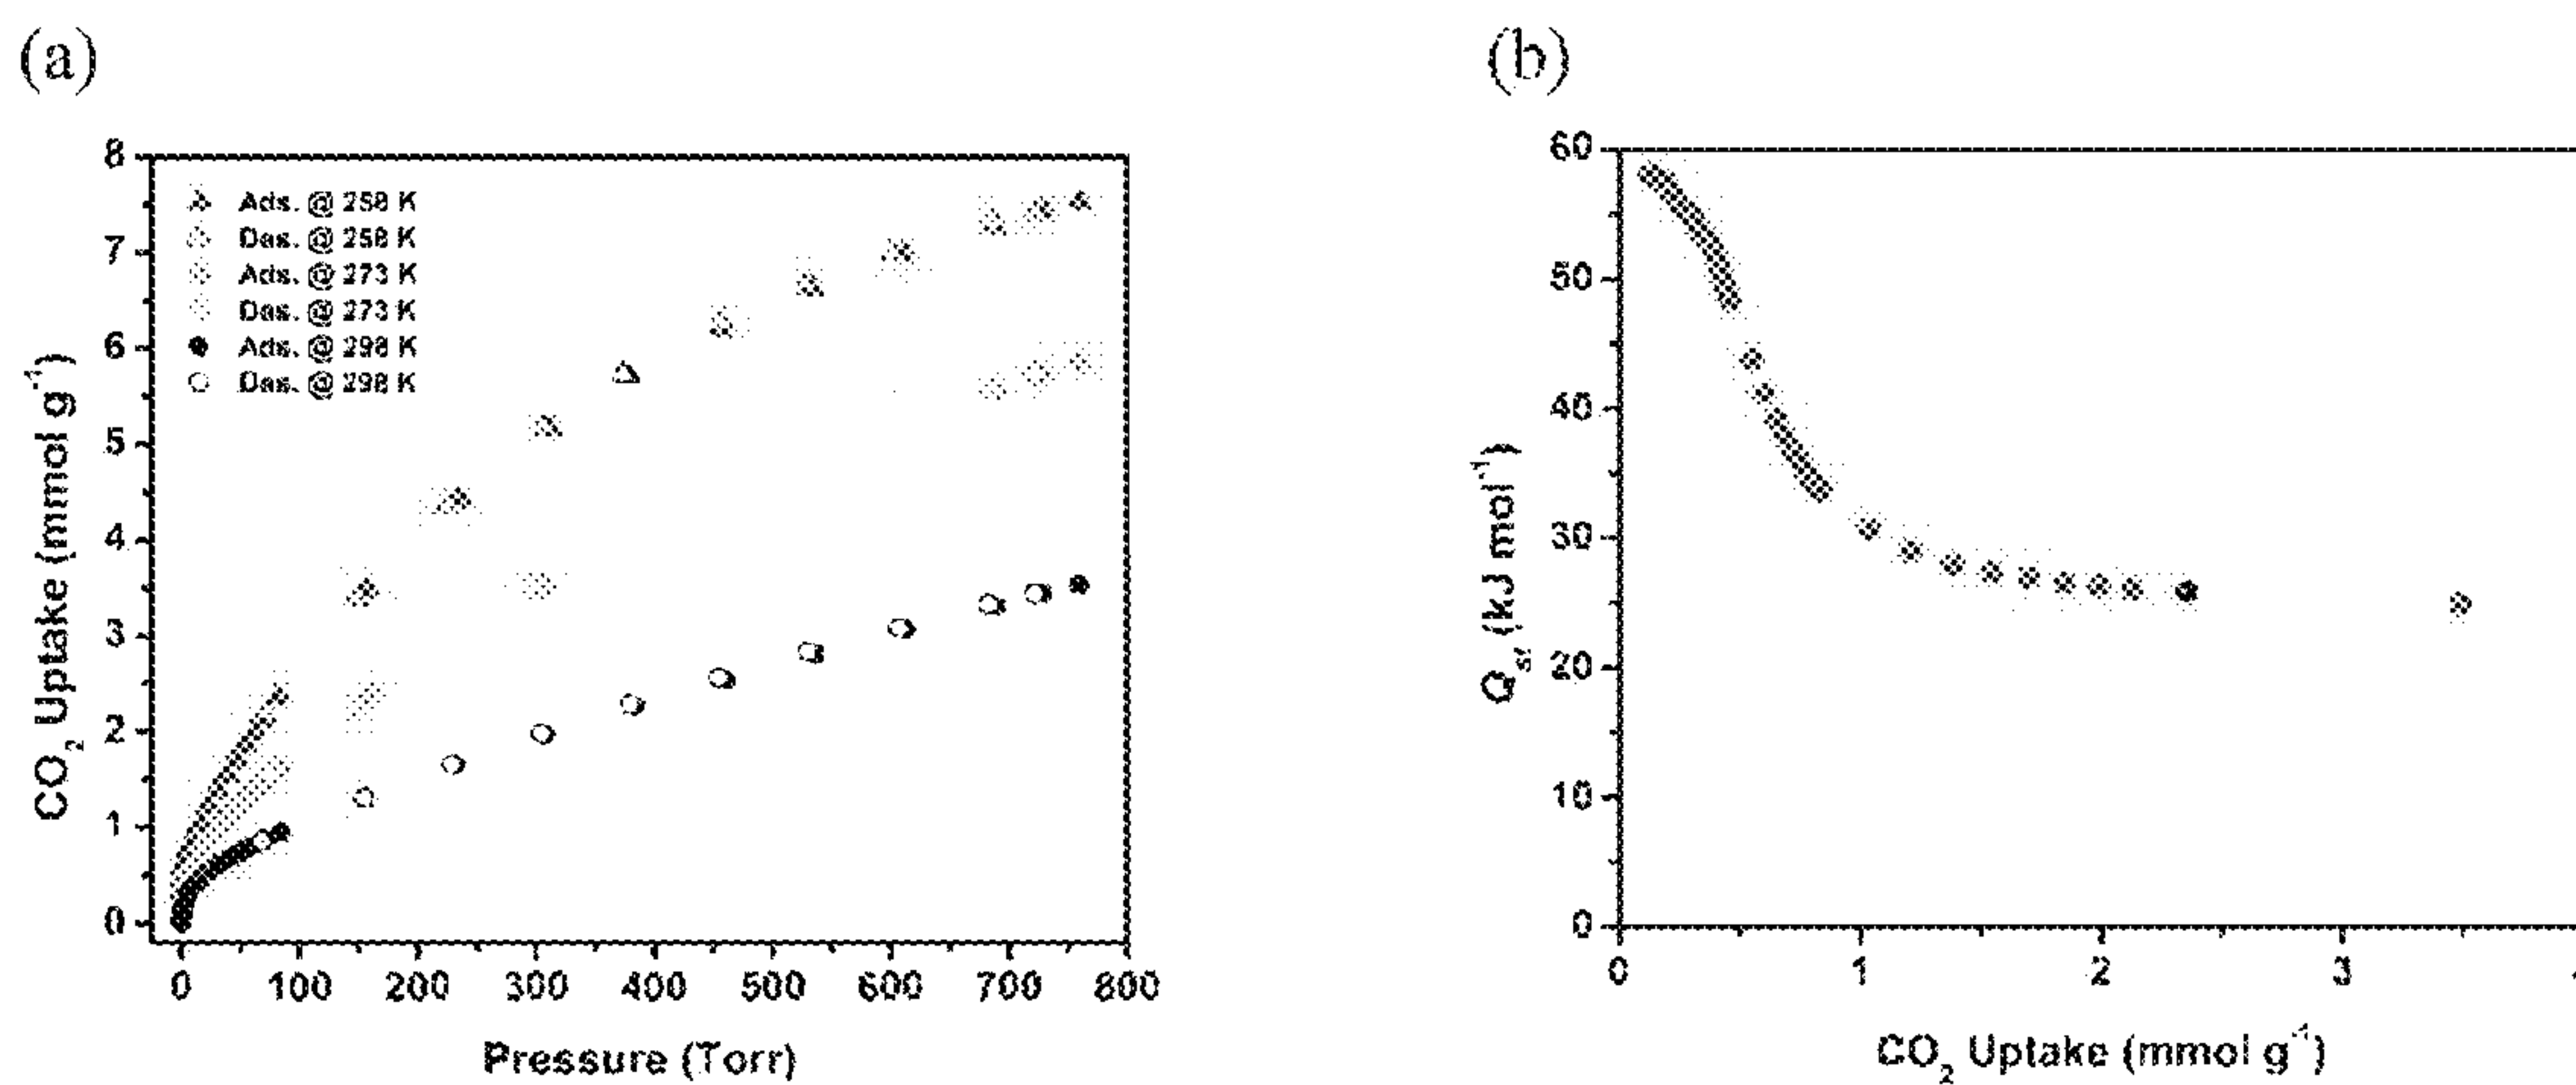 (a)
8
7
6
5
4
3
2
1
0
CO₂ Uptake (mmol g⁻¹)
Ads. @ 258 K
Des. @ 258 K
Ads. @ 273 K
Des. @ 273 K
Ads. @ 298 K
Des. @ 298 K
0 100 200 300 400 500 600 700 800
Pressure (Torr)
(b)
60
50
40
30
20
10
0
Qst (kJ mol⁻¹)
0 1 2 3
CO₂ Uptake (mmol g⁻¹)